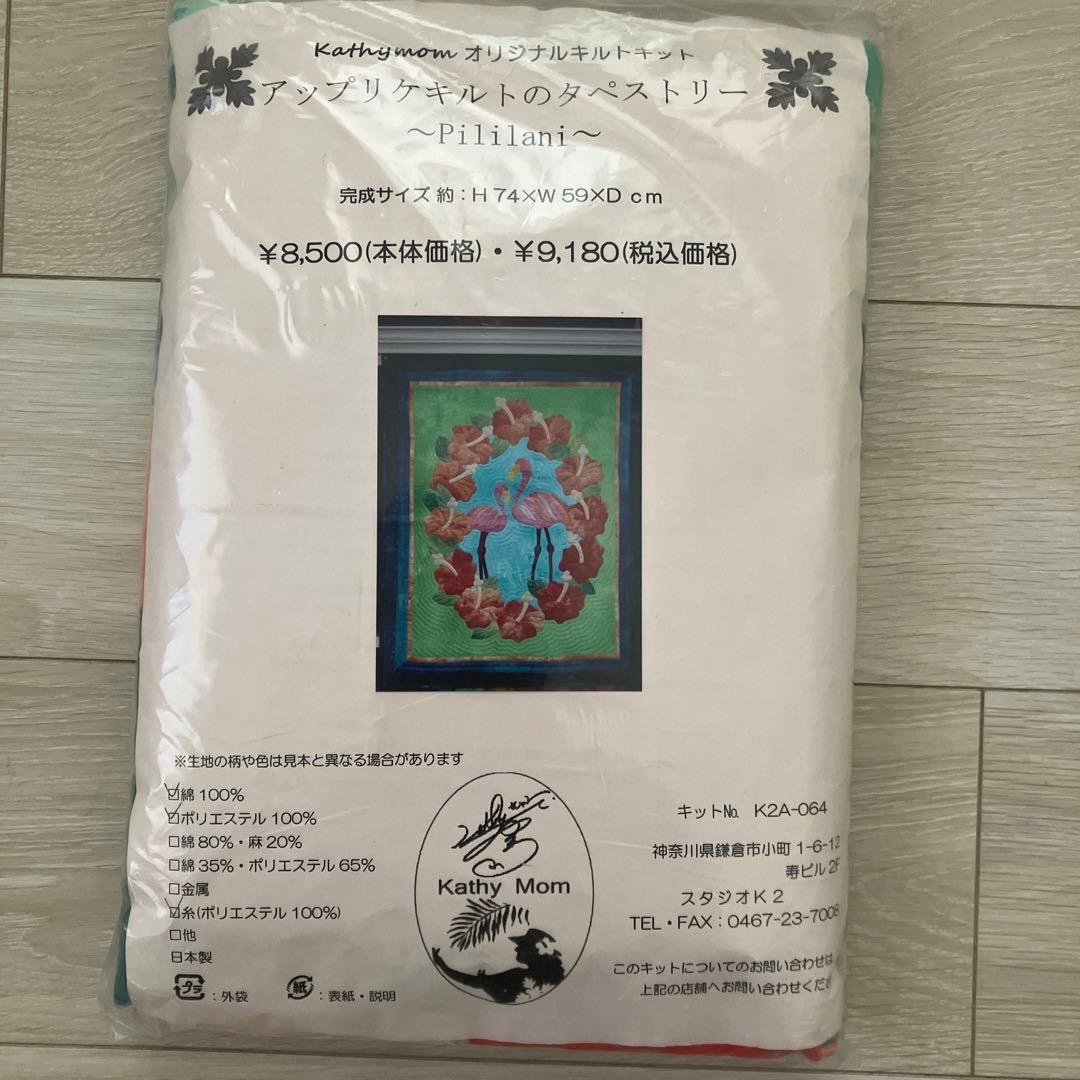 Kathymom オリジナルキルトキット
アップリケキルトのタペストリー
～Pililani～
完成サイズ 約：H 74×W 59×D cm
￥8,500(本体価格)・￥9,180(税込価格)
※生地の柄や色は見本と異なる場合があります
☑綿 100%
☑ポリエステル 100%
☐綿 80%・麻 20%
☐綿 35%・ポリエステル 65%
☐金属
☑糸(ポリエステル 100%)
☐他
日本製
プラ：外袋
紙：表紙・説明
Kathy Mom
キット№ K2A-064
神奈川県鎌倉市小町 1-6-12
寿ビル 2F
スタジオK 2
TEL・FAX：0467-23-7008
このキットについてのお問い合わせは
上記の店舗へお問い合わせくださ